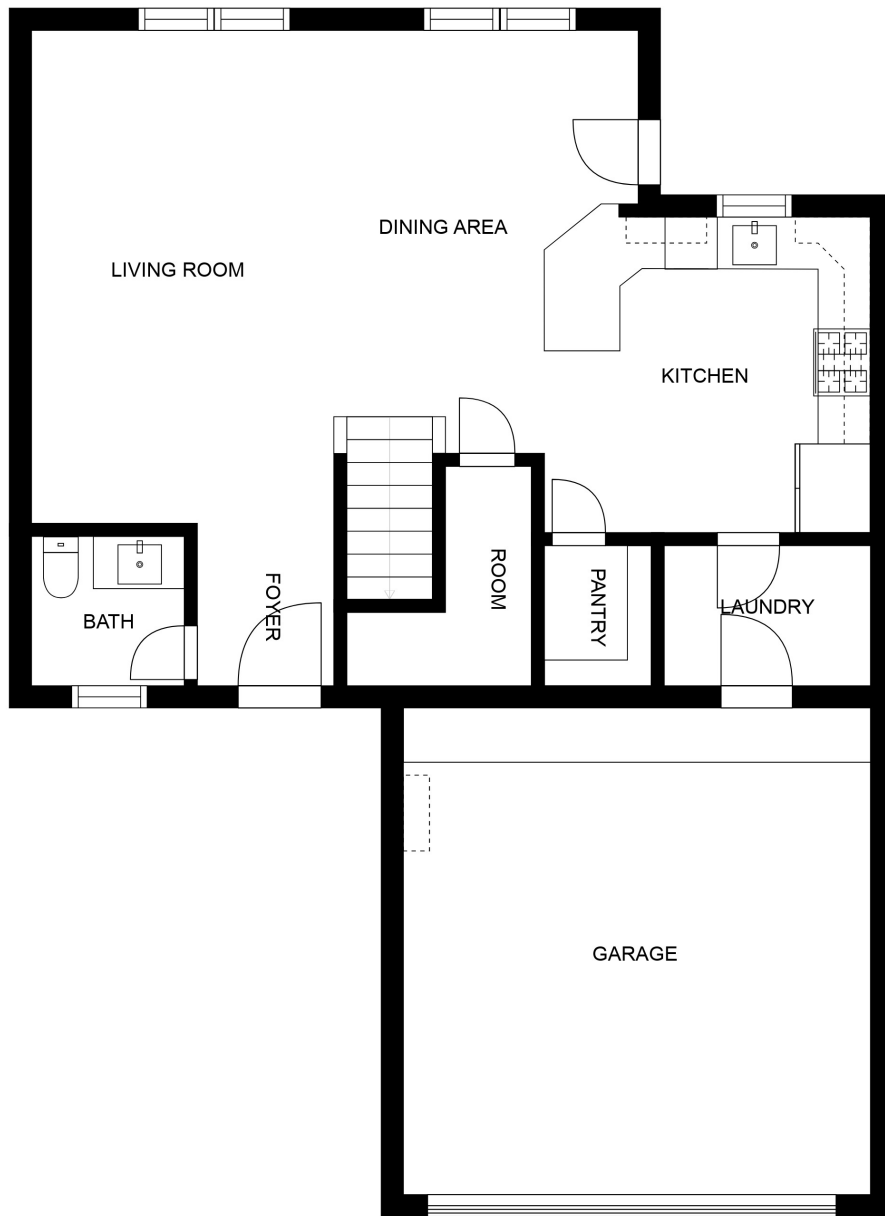 DINING AREA
LIVING ROOM
KITCHEN
ROOM
PANTRY
FOYER
LAUNDRY
BATH
GARAGE